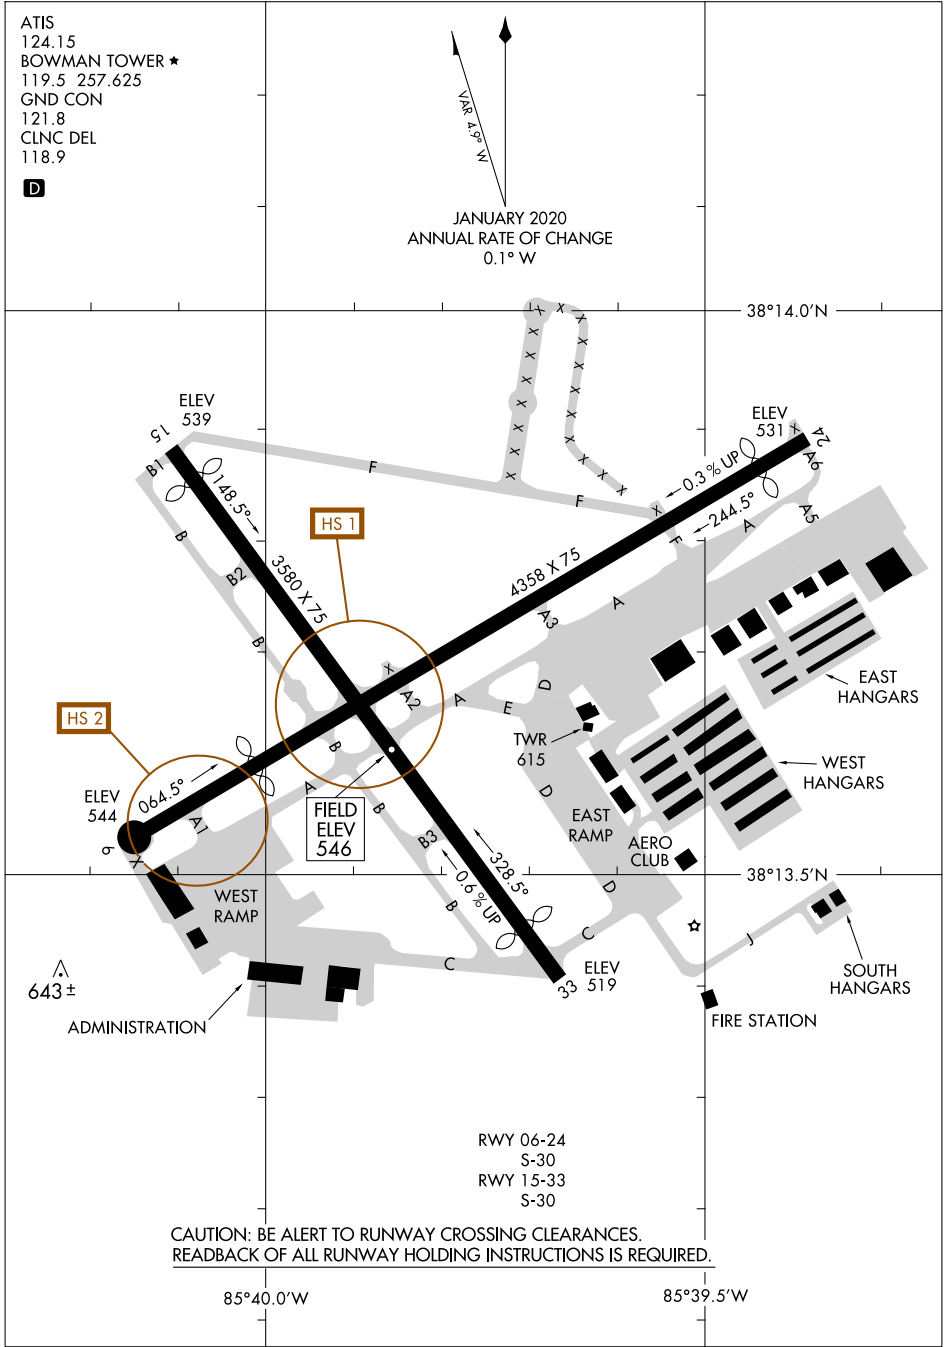 ATIS
124.15
BOWMAN TOWER ★
119.5 257.625
GND CON
121.8
CLNC DEL
118.9
D
VAR 4.9° W
JANUARY 2020
ANNUAL RATE OF CHANGE
0.1° W
38°14.0'N
X X X X X X X X X X X X X X X X X
ELEV
539
15
B1
148.5°
F
F
F
ELEV
531
24
X
A6
0.3 % UP
244.5°
A
A5
X
HS 1
B
B2
B
3580 X 75
4358 X 75
A3
A
X
A2
A
E
D
EAST
HANGARS
HS 2
TWR
615
WEST
HANGARS
B
A
064.5°
ELEV
544
A1
6
X
FIELD
ELEV
546
B
B3
B
328.5°
0.6 % UP
D
EAST
RAMP
AERO
CLUB
38°13.5'N
WEST
RAMP
D
C
C
J
33
ELEV
519
SOUTH
HANGARS
643 ±
ADMINISTRATION
FIRE STATION
RWY 06-24
S-30
RWY 15-33
S-30
CAUTION: BE ALERT TO RUNWAY CROSSING CLEARANCES.
READBACK OF ALL RUNWAY HOLDING INSTRUCTIONS IS REQUIRED.
85°40.0'W
85°39.5'W